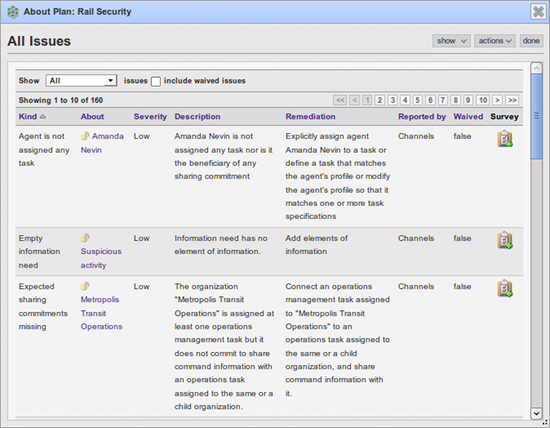 About Plan: Rail Security
All Issues
show
actions
done
Show All issues include waived issues
Showing 1 to 10 of 160
<< < 1 2 3 4 5 6 7 8 9 10 > >>
Kind About Severity Description Remediation Reported by Waived Survey
Agent is not Amanda Low Amanda Nevin is not Explicitly assign agent Channels false
assigned any Nevin assigned any task nor is it Amanda Nevin to a task or
task the beneficiary of any define a task that matches
sharing commitment the agent's profile or modify
the agent's profile so that it
matches one or more task
specifications
Empty Low Information need has no Add elements of Channels false
information Suspicious element of information. information
need activity
Expected Low The organization Connect an operations Channels false
sharing Metropolis "Metropolis Transit management task assigned
commitments Transit Operations" is assigned at to "Metropolis Transit
missing Operations least one operations Operations" to an
management task but it operations task assigned to
does not commit to share the same or a child
command information with organization, and share
an operations task command information with
assigned to the same or a it.
child organization.